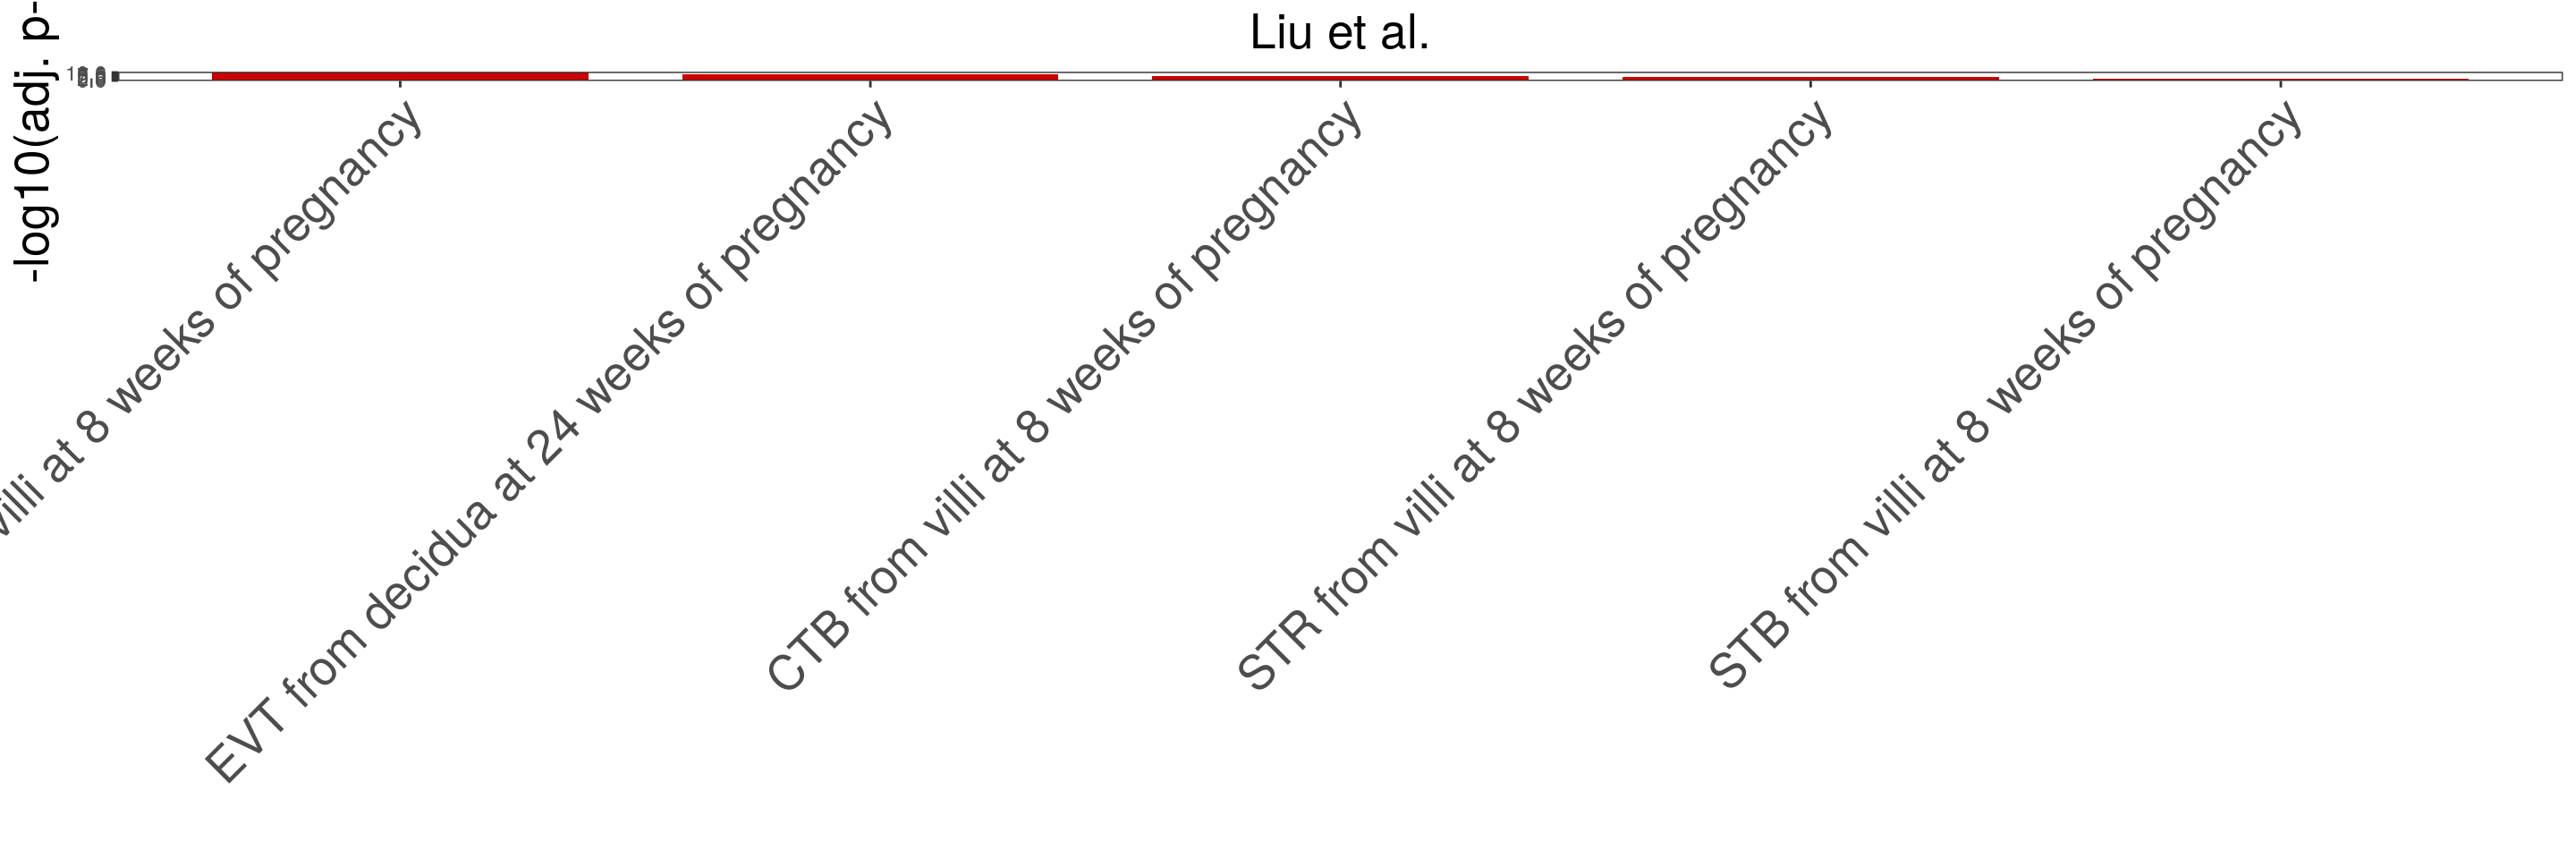 Liu et al.
-log10(adj. p-
villi at 8 weeks of pregnancy
EVT from decidua at 24 weeks of pregnancy
CTB from villi at 8 weeks of pregnancy
STR from villi at 8 weeks of pregnancy
STB from villi at 8 weeks of pregnancy